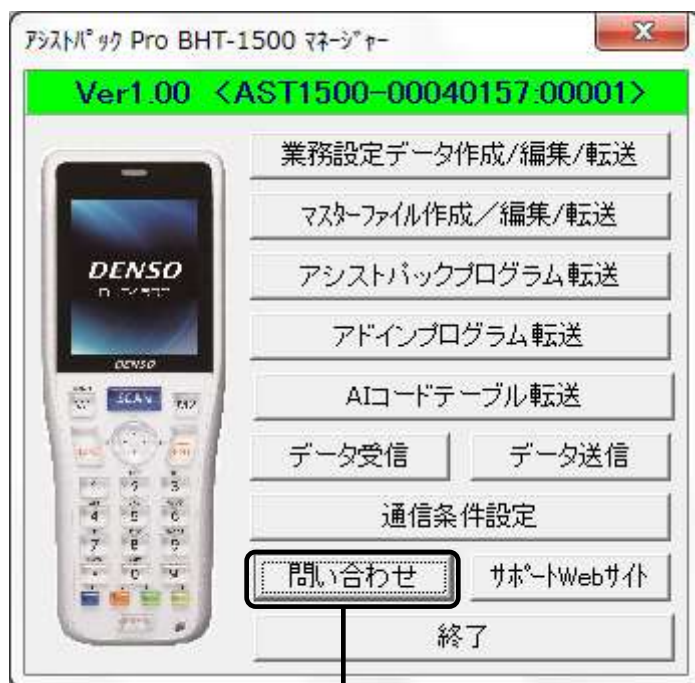 ｱｼｽﾄﾊﾟｯｸ Pro BHT-1500 ﾏﾈｰｼﾞｬｰ
Ver1.00 <AST1500-00040157:00001>
業務設定データ作成/編集/転送
ﾏｽﾀｰﾌｧｲﾙ作成／編集/転送
アシストパックプログラム転送
アドインプログラム転送
AIコードテーブル転送
データ受信
データ送信
通信条件設定
問い合わせ
ｻﾎﾟｰﾄWebｻｲﾄ
終了
DENSO
DENSO
SCAN